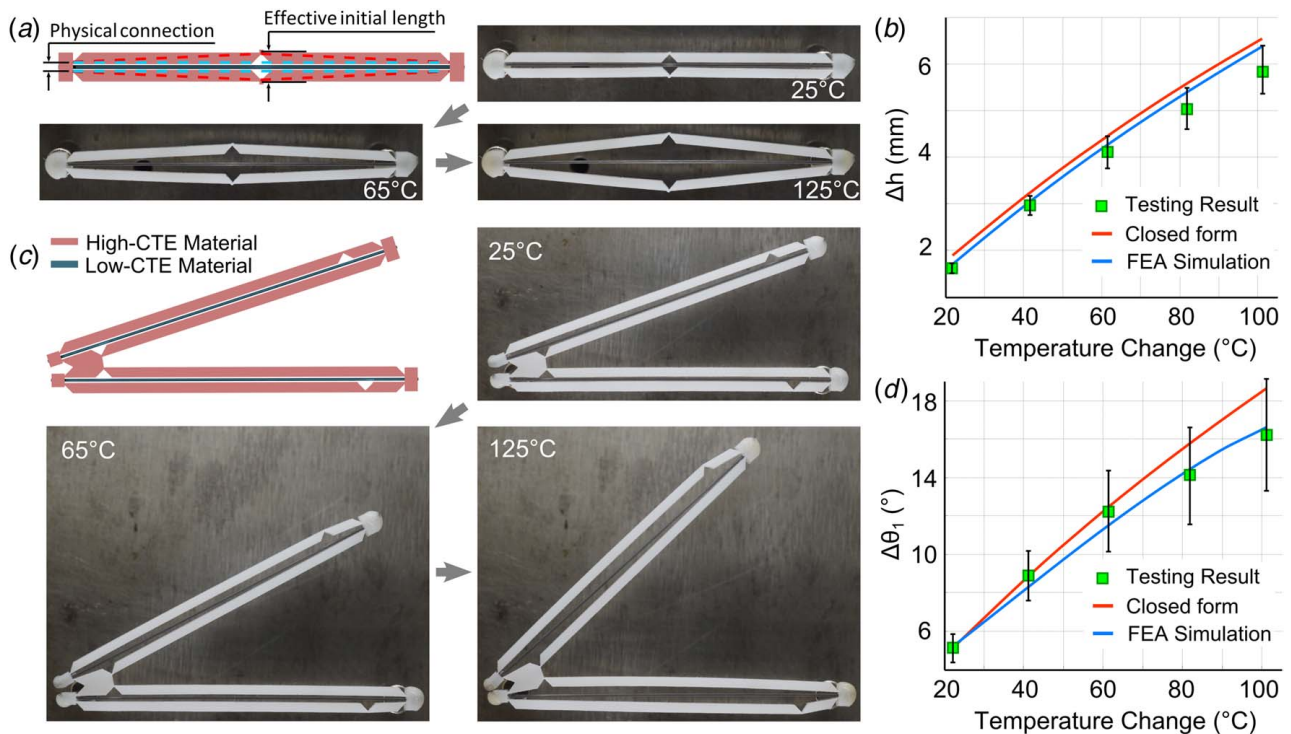 (a)
Physical connection
Effective initial length
25°C
65°C
125°C
(b)
6
4
2
Δh (mm)
Testing Result
Closed form
FEA Simulation
20
40
60
80
100
Temperature Change (°C)
(c)
High-CTE Material
Low-CTE Material
25°C
65°C
125°C
(d)
18
14
10
6
Δθ₁ (°)
Testing Result
Closed form
FEA Simulation
20
40
60
80
100
Temperature Change (°C)